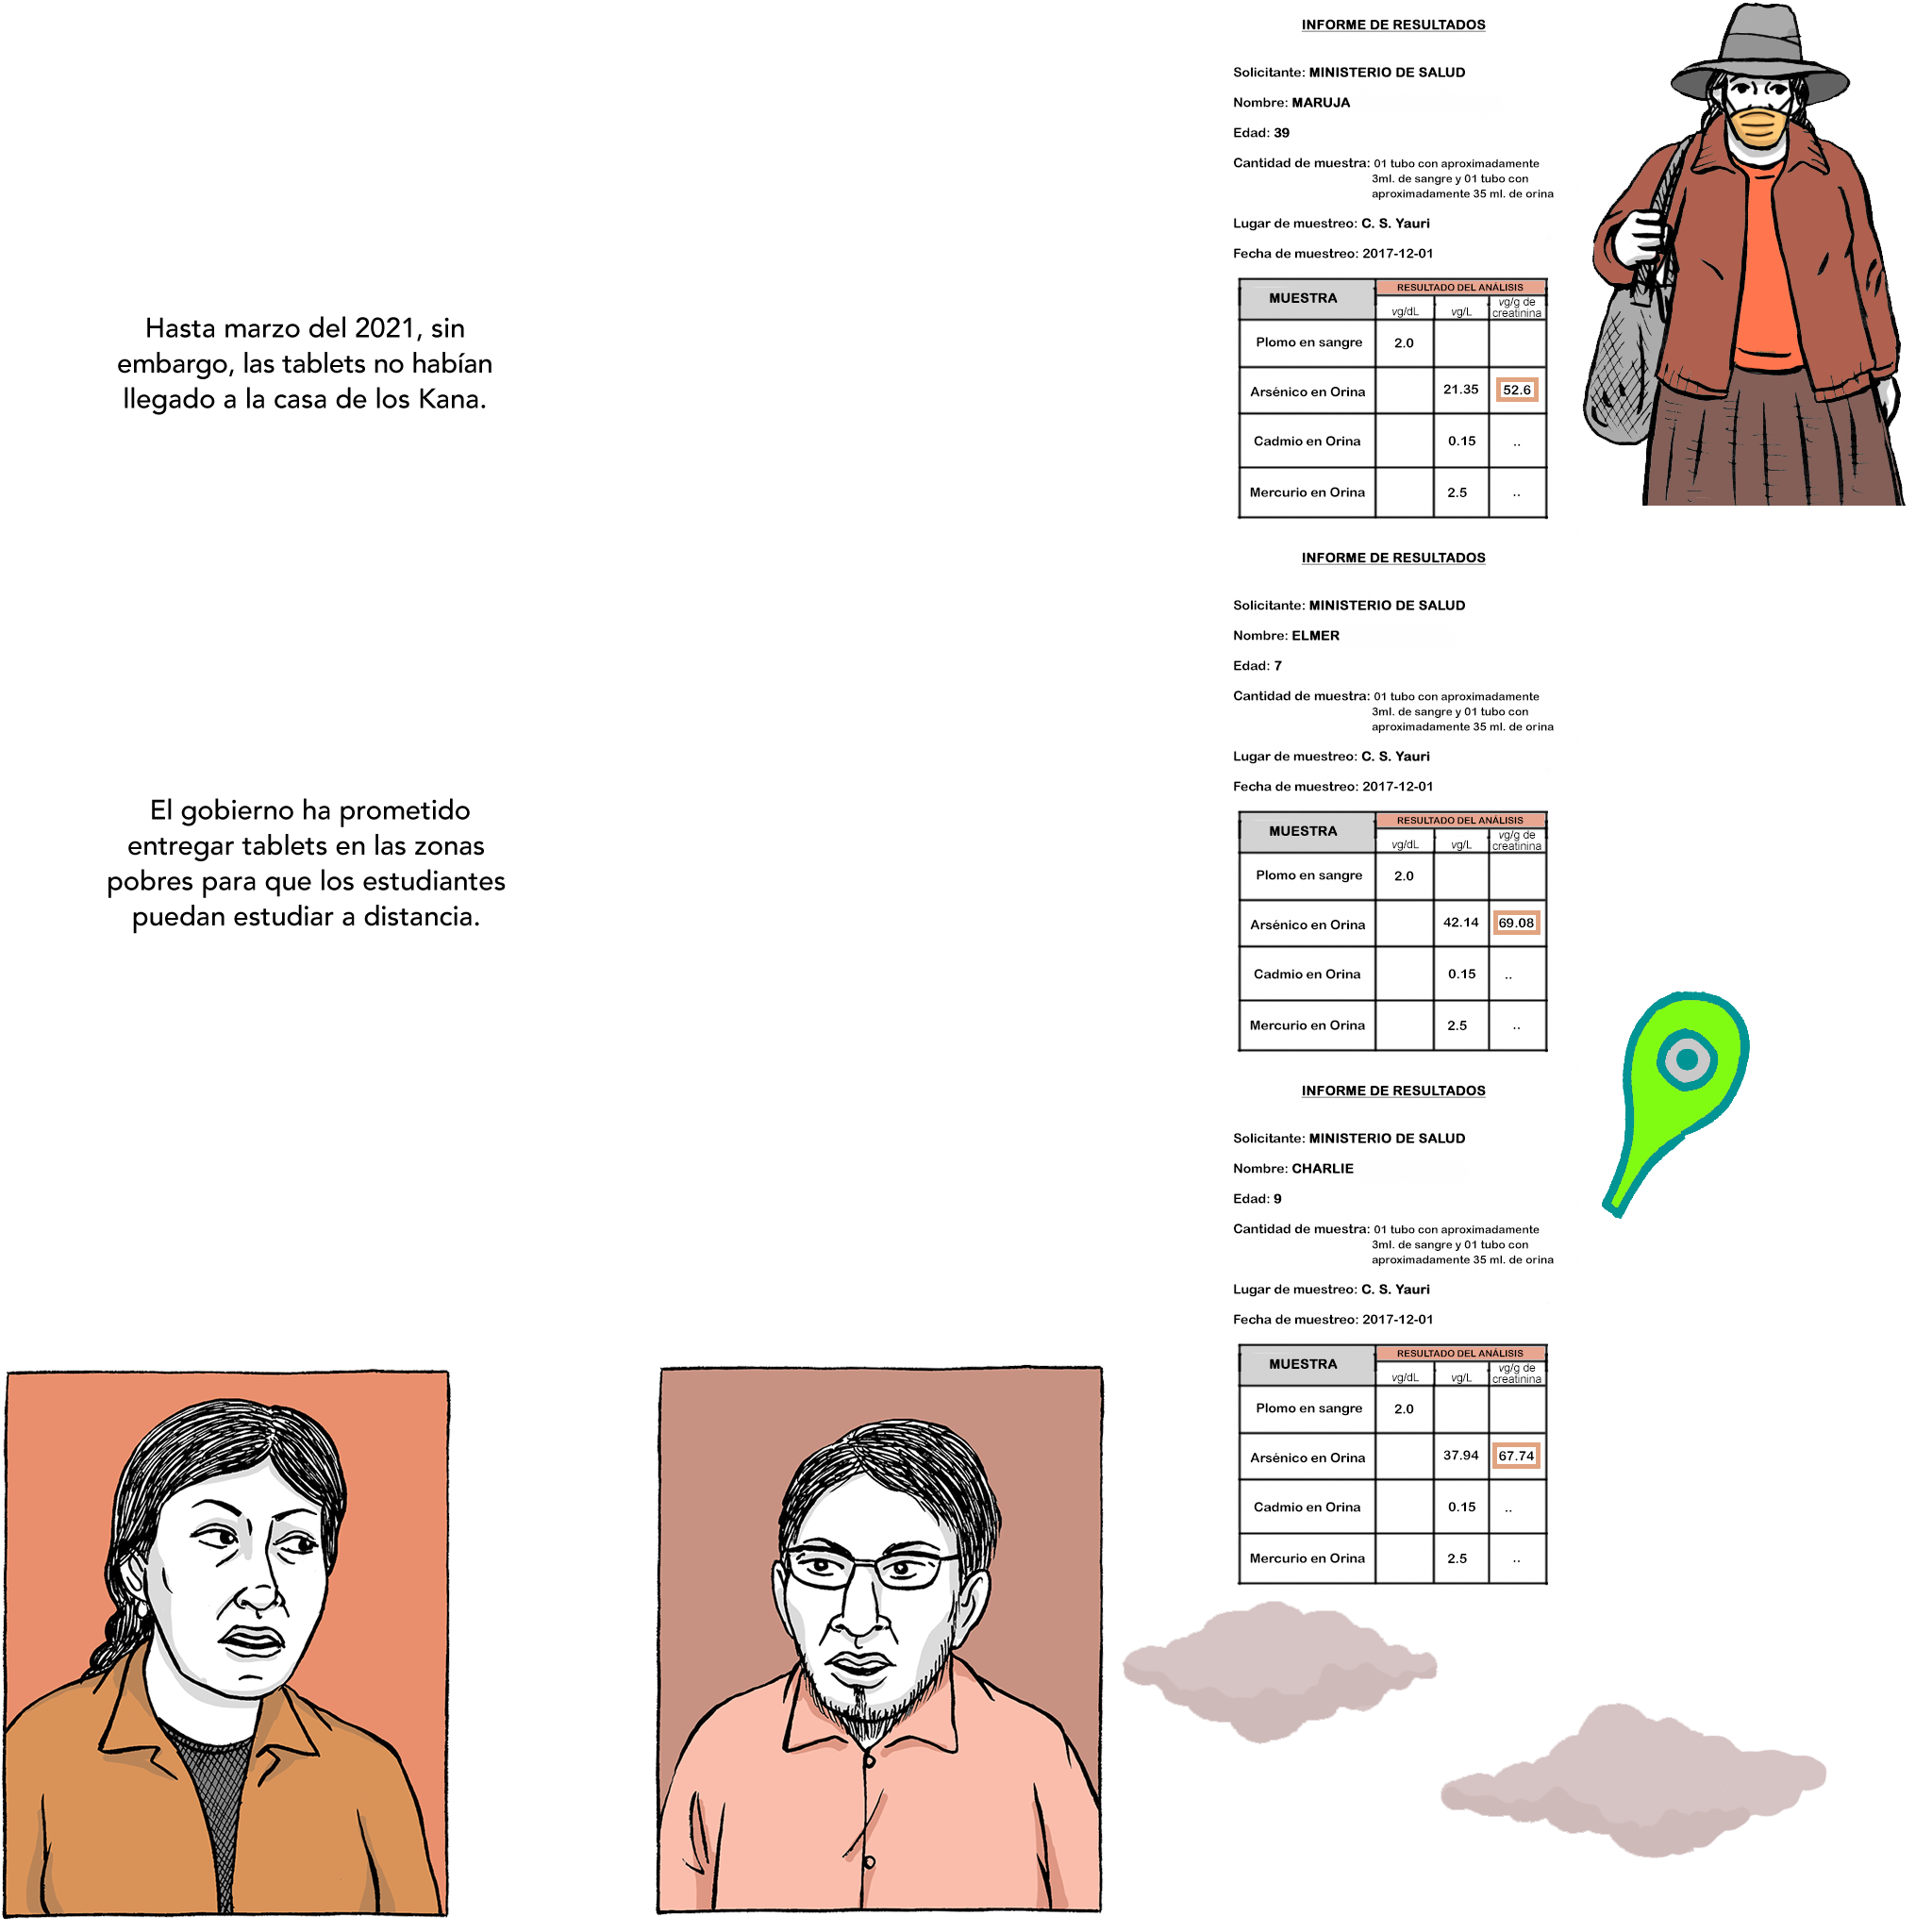 Hasta marzo del 2021, sin
embargo, las tablets no habían
llegado a la casa de los Kana.
El gobierno ha prometido
entregar tablets en las zonas
pobres para que los estudiantes
puedan estudiar a distancia.
INFORME DE RESULTADOS
Solicitante: MINISTERIO DE SALUD
Nombre: MARUJA
Edad: 39
Cantidad de muestra: 01 tubo con aproximadamente
3ml. de sangre y 01 tubo con
aproximadamente 35 ml. de orina
Lugar de muestreo: C. S. Yauri
Fecha de muestreo: 2017-12-01
MUESTRA RESULTADO DEL ANÁLISIS
vg/dL vg/L vg/g de
creatinina
Plomo en sangre 2.0
Arsénico en Orina 21.35 52.6
Cadmio en Orina 0.15 ..
Mercurio en Orina 2.5 ..
INFORME DE RESULTADOS
Solicitante: MINISTERIO DE SALUD
Nombre: ELMER
Edad: 7
Cantidad de muestra: 01 tubo con aproximadamente
3ml. de sangre y 01 tubo con
aproximadamente 35 ml. de orina
Lugar de muestreo: C. S. Yauri
Fecha de muestreo: 2017-12-01
MUESTRA RESULTADO DEL ANÁLISIS
vg/dL vg/L vg/g de
creatinina
Plomo en sangre 2.0
Arsénico en Orina 42.14 69.08
Cadmio en Orina 0.15 ..
Mercurio en Orina 2.5 ..
INFORME DE RESULTADOS
Solicitante: MINISTERIO DE SALUD
Nombre: CHARLIE
Edad: 9
Cantidad de muestra: 01 tubo con aproximadamente
3ml. de sangre y 01 tubo con
aproximadamente 35 ml. de orina
Lugar de muestreo: C. S. Yauri
Fecha de muestreo: 2017-12-01
MUESTRA RESULTADO DEL ANÁLISIS
vg/dL vg/L vg/g de
creatinina
Plomo en sangre 2.0
Arsénico en Orina 37.94 67.74
Cadmio en Orina 0.15 ..
Mercurio en Orina 2.5 ..